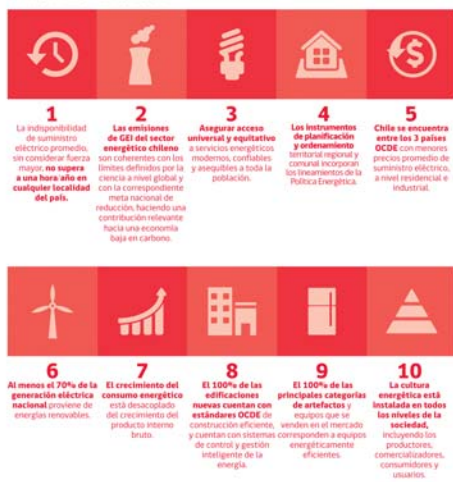 1
La indisponibilidad
de suministro
eléctrico promedio,
sin considerar fuerza
mayor, no supera
a una hora/año en
cualquier localidad
del país.
2
Las emisiones
de GEI del sector
energético chileno
son coherentes con los
límites definidos por la
ciencia a nivel global y
con la correspondiente
meta nacional de
reducción, haciendo una
contribución relevante
hacia una economía
baja en carbono.
3
Asegurar acceso
universal y equitativo
a servicios energéticos
modernos, confiables
y asequibles a toda la
población.
4
Los instrumentos
de planificación
y ordenamiento
territorial regional y
comunal incorporan
los lineamientos de la
Política Energética.
5
Chile se encuentra
entre los 3 países
OCDE con menores
precios promedio de
suministro eléctrico,
a nivel residencial e
industrial.
6
Al menos el 70% de la
generación eléctrica
nacional proviene de
energías renovables.
7
El crecimiento del
consumo energético
está desacoplado
del crecimiento del
producto interno
bruto.
8
El 100% de las
edificaciones
nuevas cuentan con
estándares OCDE de
construcción eficiente,
y cuentan con sistemas
de control y gestión
inteligente de la
energía.
9
El 100% de las
principales categorías
de artefactos y
equipos que se
venden en el mercado
corresponden a equipos
energéticamente
eficientes.
10
La cultura
energética está
instalada en todos
los niveles de la
sociedad,
incluyendo los
productores,
comercializadores,
consumidores y
usuarios.